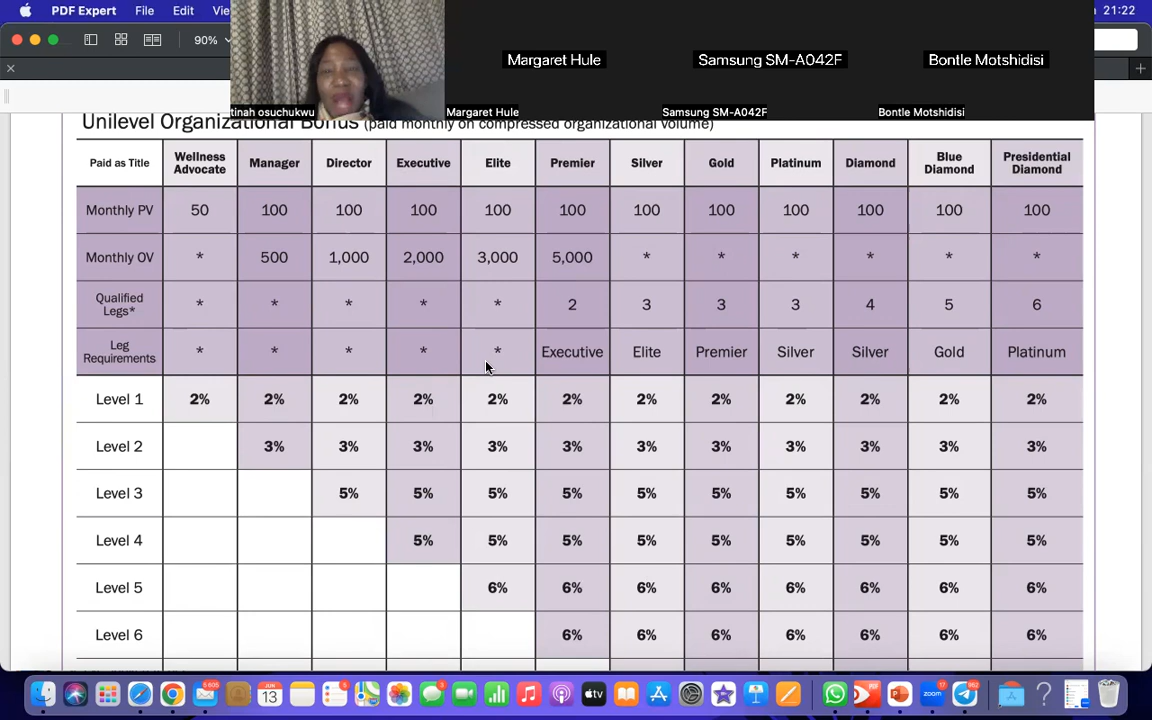 PDF Expert File Edit Vie 21:22
90%
Margaret Hule Samsung SM-A042F Bontle Motshidisi
tinah osuchukwu Margaret Hule Samsung SM-A042F Bontle Motshidisi
Unilevel Organizational Bonus (paid monthly on compressed organizational volume)
Paid as Title Wellness Advocate Manager Director Executive Elite Premier Silver Gold Platinum Diamond Blue Diamond Presidential Diamond
Monthly PV 50 100 100 100 100 100 100 100 100 100 100 100
Monthly OV * 500 1,000 2,000 3,000 5,000 * * * * * *
Qualified Legs* * * * * * 2 3 3 3 4 5 6
Leg Requirements * * * * * Executive Elite Premier Silver Silver Gold Platinum
Level 1 2% 2% 2% 2% 2% 2% 2% 2% 2% 2% 2% 2%
Level 2 3% 3% 3% 3% 3% 3% 3% 3% 3% 3% 3%
Level 3 5% 5% 5% 5% 5% 5% 5% 5% 5% 5%
Level 4 5% 5% 5% 5% 5% 5% 5% 5% 5%
Level 5 6% 6% 6% 6% 6% 6% 6% 6%
Level 6 6% 6% 6% 6% 6% 6% 6%
JUN
13
tv
zoom